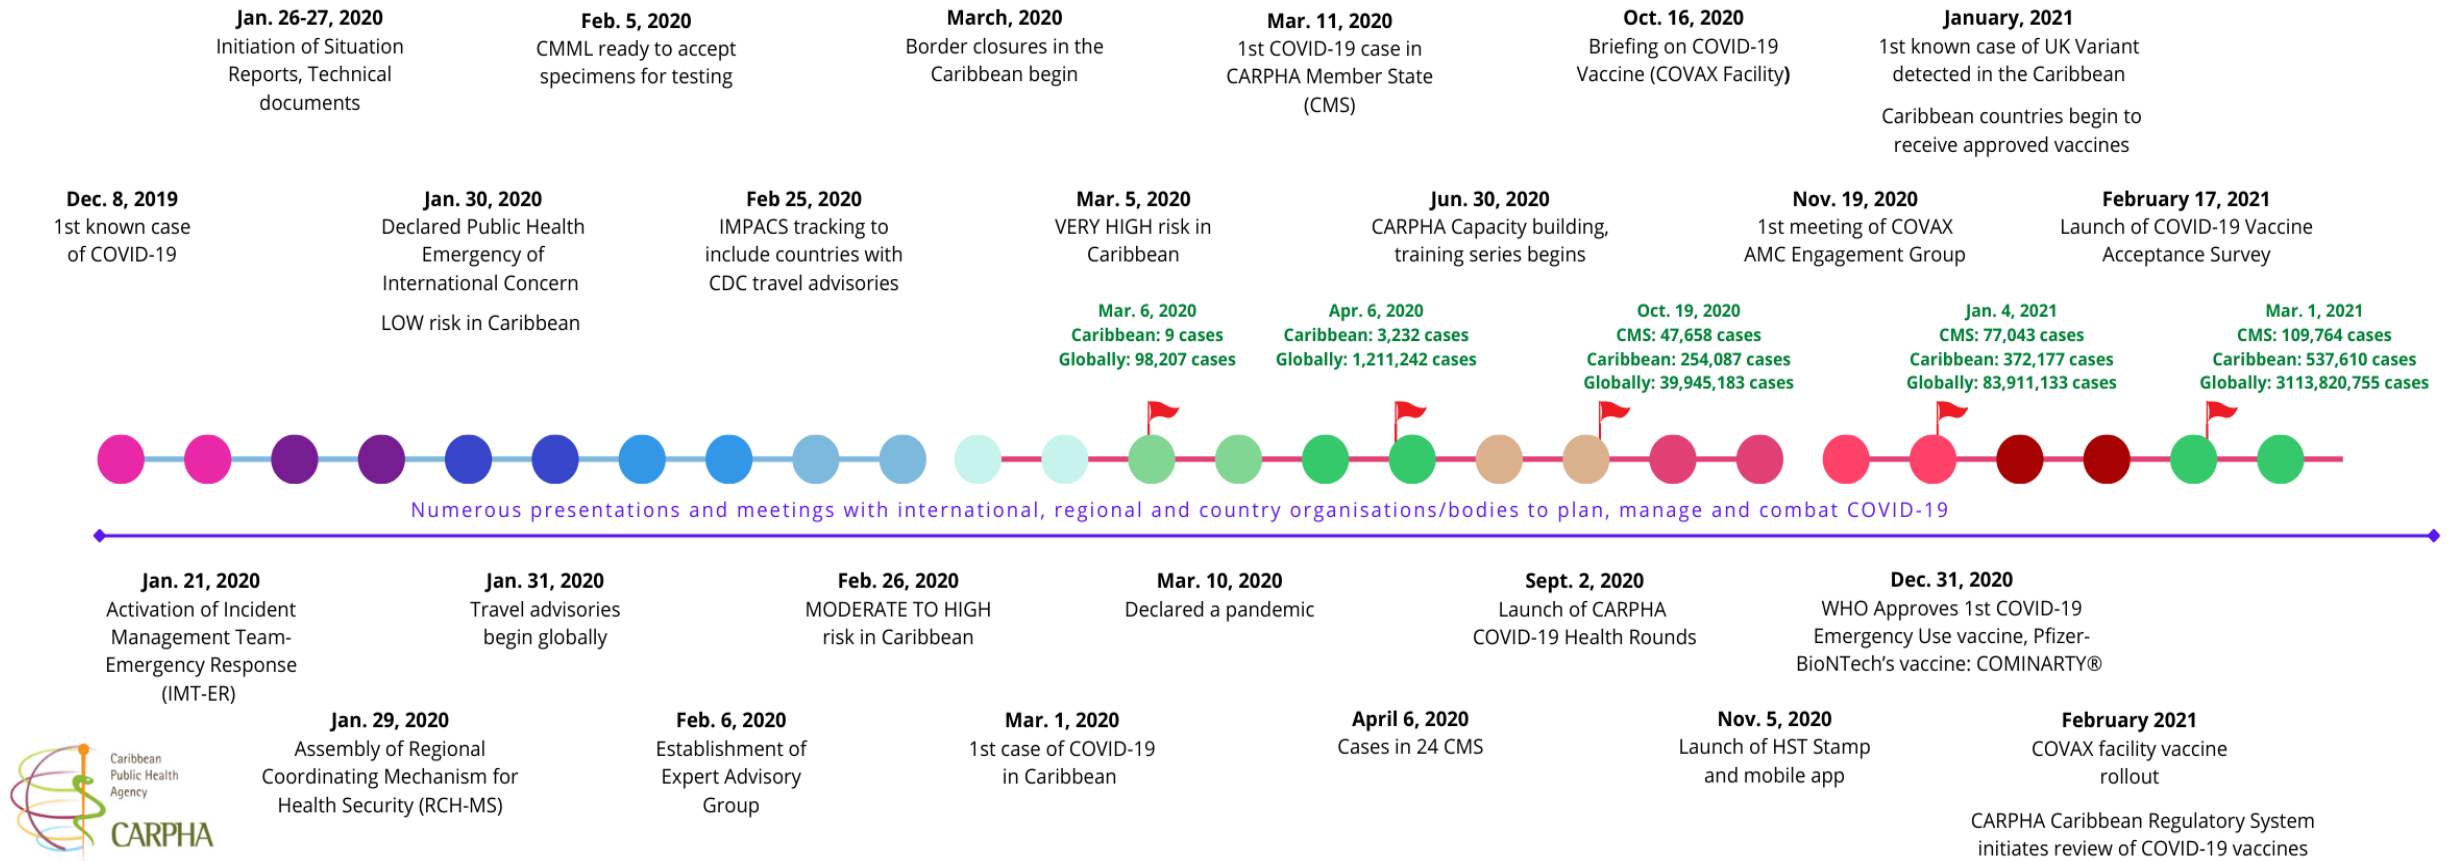 Jan. 26-27, 2020
Initiation of Situation
Reports, Technical
documents
Feb. 5, 2020
CMML ready to accept
specimens for testing
March, 2020
Border closures in the
Caribbean begin
Mar. 11, 2020
1st COVID-19 case in
CARPHA Member State
(CMS)
Oct. 16, 2020
Briefing on COVID-19
Vaccine (COVAX Facility)
January, 2021
1st known case of UK Variant
detected in the Caribbean
Caribbean countries begin to
receive approved vaccines
Dec. 8, 2019
1st known case
of COVID-19
Jan. 30, 2020
Declared Public Health
Emergency of
International Concern
LOW risk in Caribbean
Feb 25, 2020
IMPACS tracking to
include countries with
CDC travel advisories
Mar. 5, 2020
VERY HIGH risk in
Caribbean
Jun. 30, 2020
CARPHA Capacity building,
training series begins
Nov. 19, 2020
1st meeting of COVAX
AMC Engagement Group
February 17, 2021
Launch of COVID-19 Vaccine
Acceptance Survey
Mar. 6, 2020
Caribbean: 9 cases
Globally: 98,207 cases
Apr. 6, 2020
Caribbean: 3,232 cases
Globally: 1,211,242 cases
Oct. 19, 2020
CMS: 47,658 cases
Caribbean: 254,087 cases
Globally: 39,945,183 cases
Jan. 4, 2021
CMS: 77,043 cases
Caribbean: 372,177 cases
Globally: 83,911,133 cases
Mar. 1, 2021
CMS: 109,764 cases
Caribbean: 537,610 cases
Globally: 3113,820,755 cases
Numerous presentations and meetings with international, regional and country organisations/bodies to plan, manage and combat COVID-19
Jan. 21, 2020
Activation of Incident
Management Team-
Emergency Response
(IMT-ER)
Jan. 31, 2020
Travel advisories
begin globally
Feb. 26, 2020
MODERATE TO HIGH
risk in Caribbean
Mar. 10, 2020
Declared a pandemic
Sept. 2, 2020
Launch of CARPHA
COVID-19 Health Rounds
Dec. 31, 2020
WHO Approves 1st COVID-19
Emergency Use vaccine, Pfizer-
BioNTech's vaccine: COMINARTY®
Jan. 29, 2020
Assembly of Regional
Coordinating Mechanism for
Health Security (RCH-MS)
Feb. 6, 2020
Establishment of
Expert Advisory
Group
Mar. 1, 2020
1st case of COVID-19
in Caribbean
April 6, 2020
Cases in 24 CMS
Nov. 5, 2020
Launch of HST Stamp
and mobile app
February 2021
COVAX facility vaccine
rollout
CARPHA Caribbean Regulatory System
initiates review of COVID-19 vaccines
Caribbean
Public Health
Agency
CARPHA